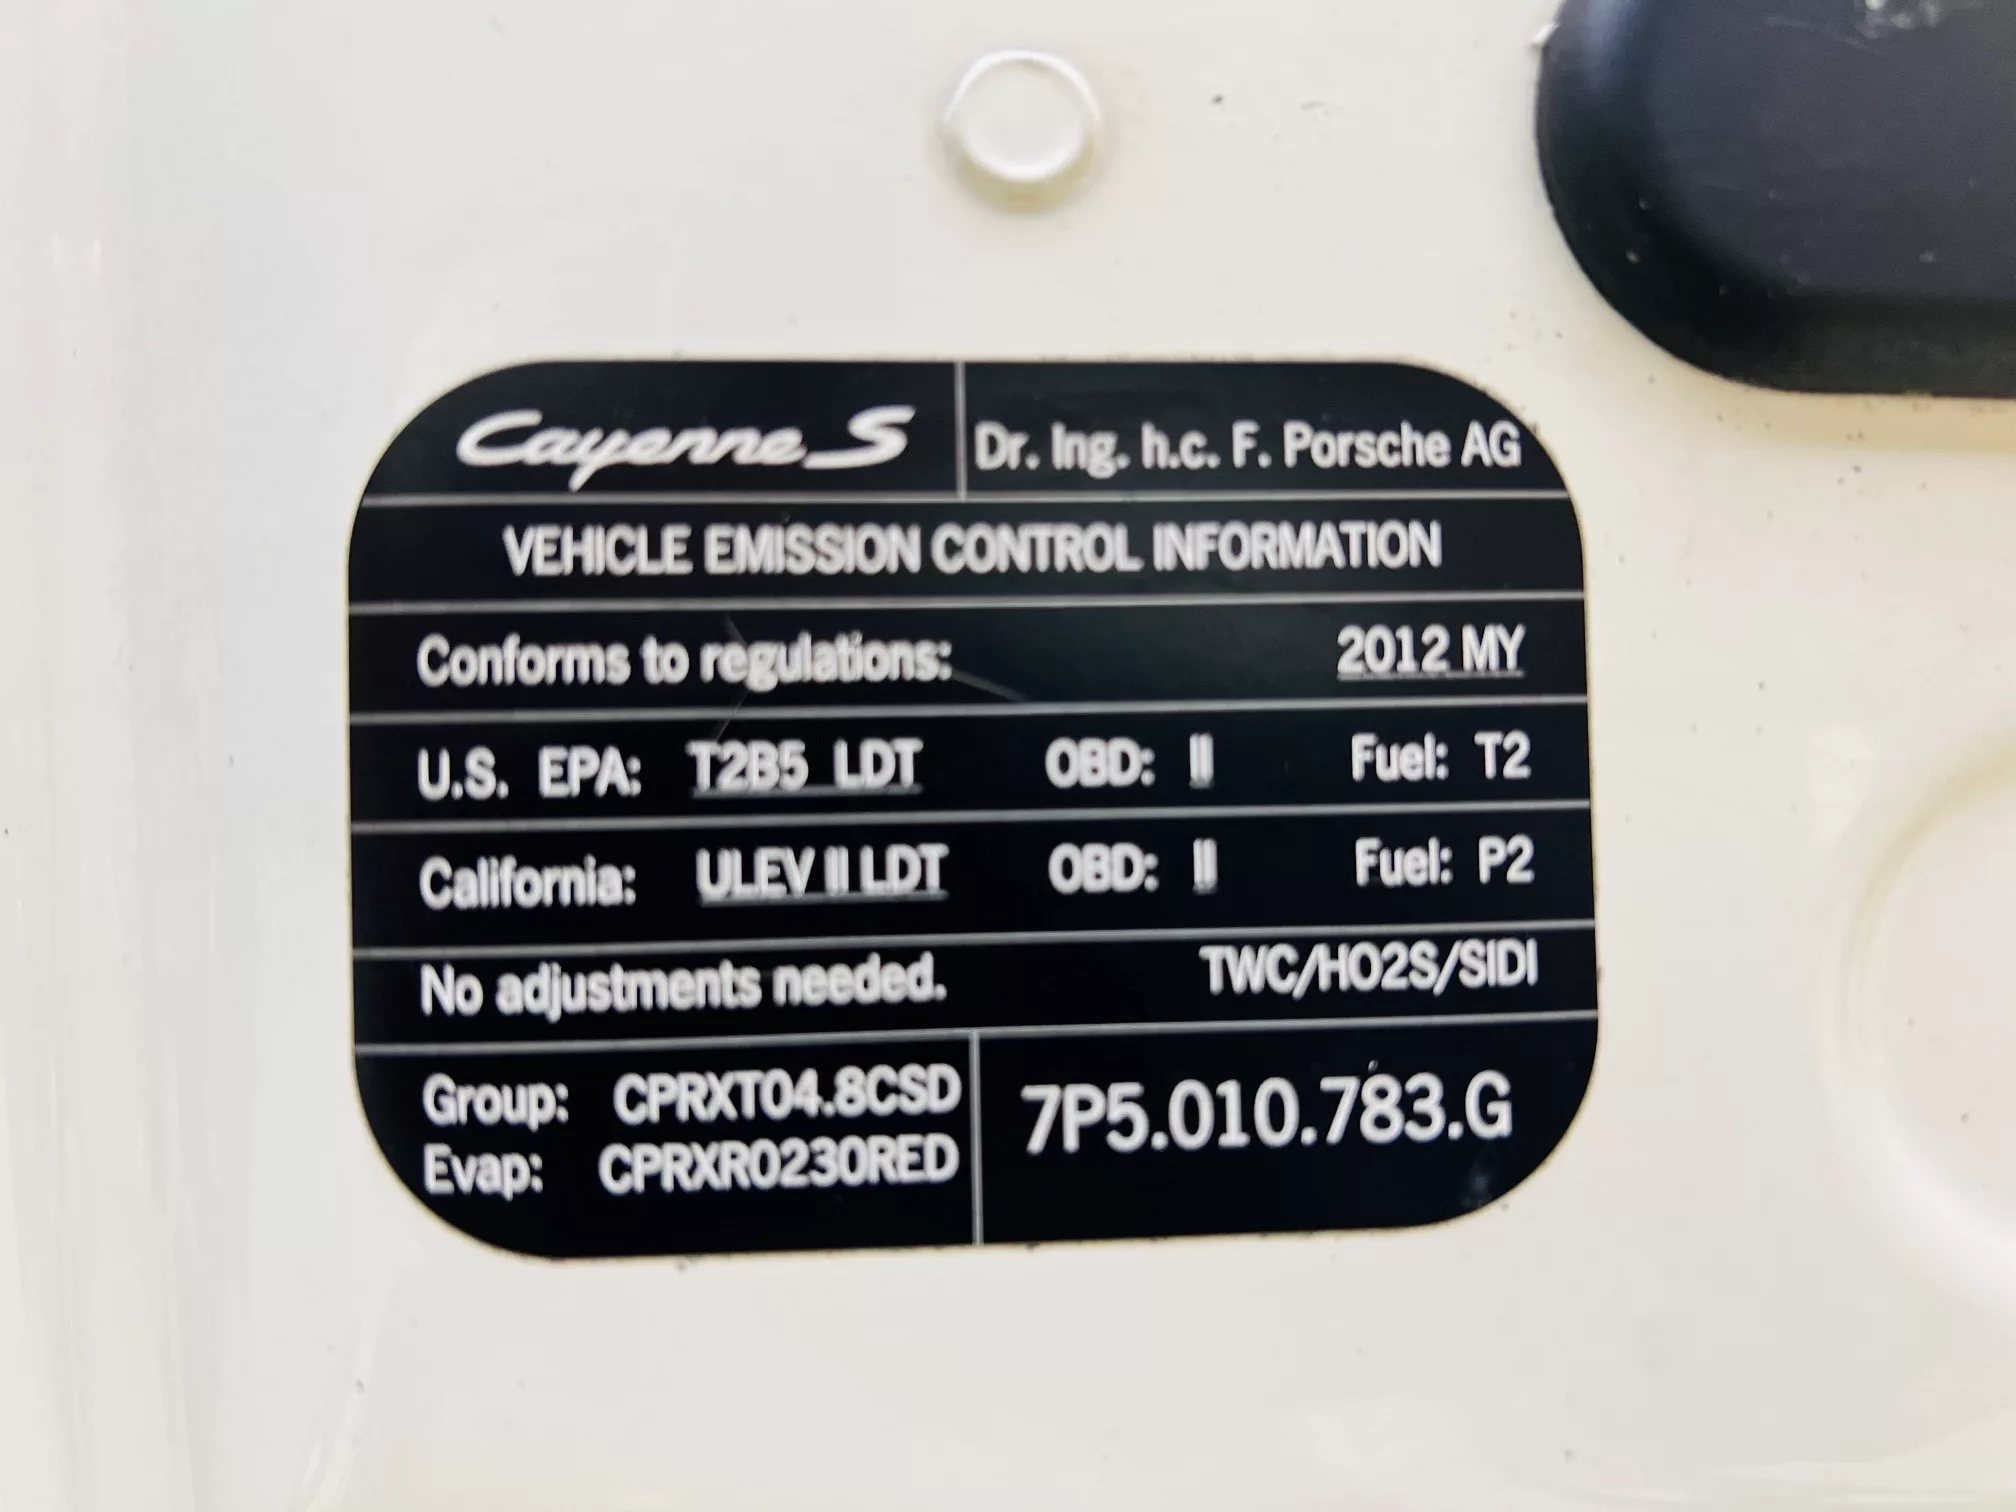 Cayenne S Dr. Ing. h.c. F. Porsche AG
VEHICLE EMISSION CONTROL INFORMATION
Conforms to regulations: 2012 MY
U.S. EPA: T2B5 LDT OBD: II Fuel: T2
California: ULEV II LDT OBD: II Fuel: P2
No adjustments needed. TWC/HO2S/SIDI
Group: CPRXT04.8CSD
Evap: CPRXR0230RED
7P5.010.783.G